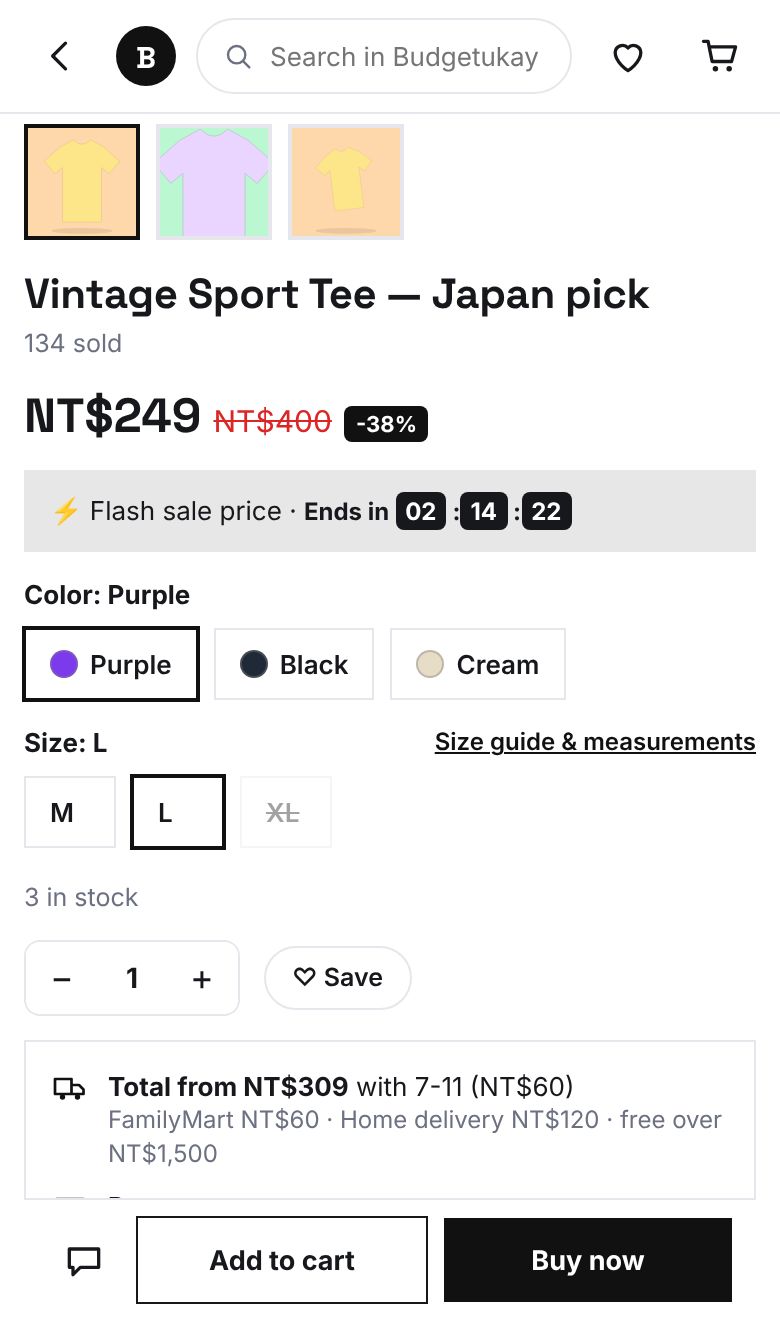 B
Search in Budgetukay
Vintage Sport Tee — Japan pick
134 sold
NT$249 NT$400 -38%
⚡ Flash sale price · Ends in 02 : 14 : 22
Color: Purple
Purple
Black
Cream
Size: L
Size guide & measurements
M
L
XL
3 in stock
− 1 +
♡ Save
Total from NT$309 with 7-11 (NT$60)
FamilyMart NT$60 · Home delivery NT$120 · free over
NT$1,500
Add to cart
Buy now